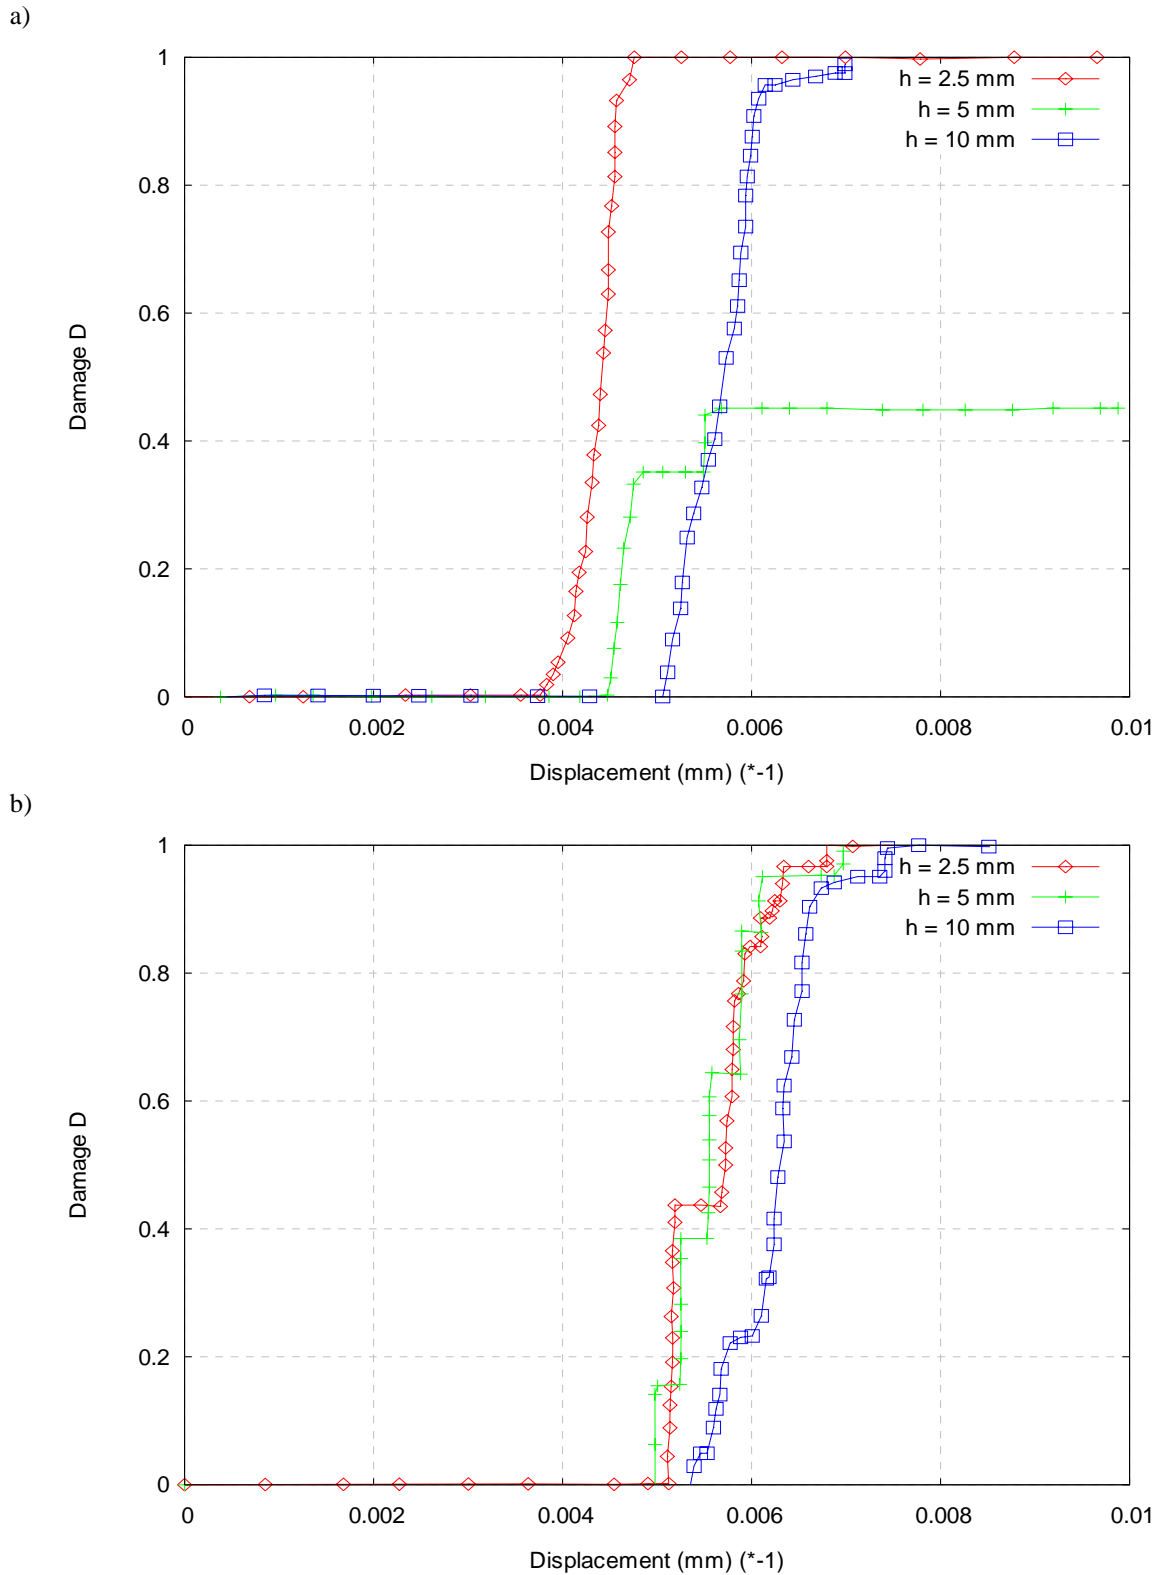 a)
1
0.8
0.6
0.4
0.2
0
Damage D
h = 2.5 mm
h = 5 mm
h = 10 mm
0 0.002 0.004 0.006 0.008 0.01
Displacement (mm) (*-1)
b)
1
0.8
0.6
0.4
0.2
0
Damage D
h = 2.5 mm
h = 5 mm
h = 10 mm
0 0.002 0.004 0.006 0.008 0.01
Displacement (mm) (*-1)